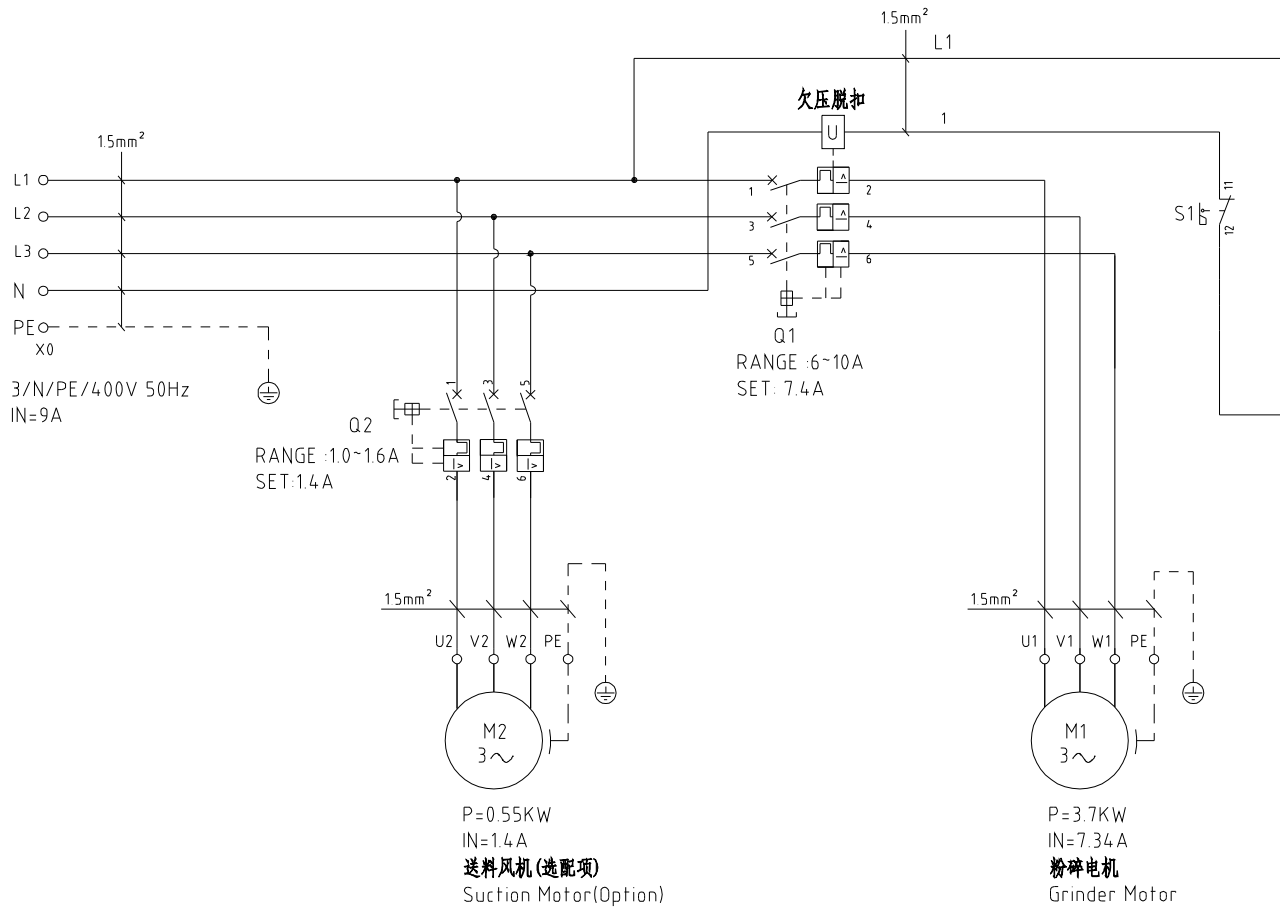 1.5mm²
L1
欠压脱扣
U
1
1.5mm²
L1
L2
L3
N
PE
X0
3/N/PE/400V 50Hz
IN=9A
1
2
3
4
5
6
Q1
RANGE :6~10A
SET: 7.4A
S1
11
12
1
3
5
Q2
RANGE :1.0~1.6A
SET:1.4A
I>
I>
I>
2
4
6
1.5mm²
U2
V2
W2
PE
1.5mm²
U1
V1
W1
PE
M2
3~
M1
3~
P=0.55KW
IN=1.4A
送料风机(选配项)
Suction Motor(Option)
P=3.7KW
IN=7.34A
粉碎电机
Grinder Motor